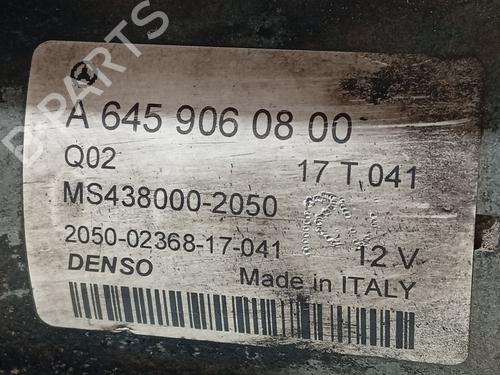 B-PARTS
A 645 906 08 00
Q02 17 T 041
MS438000-2050
2050-02368-17-041 12 V
DENSO Made in ITALY